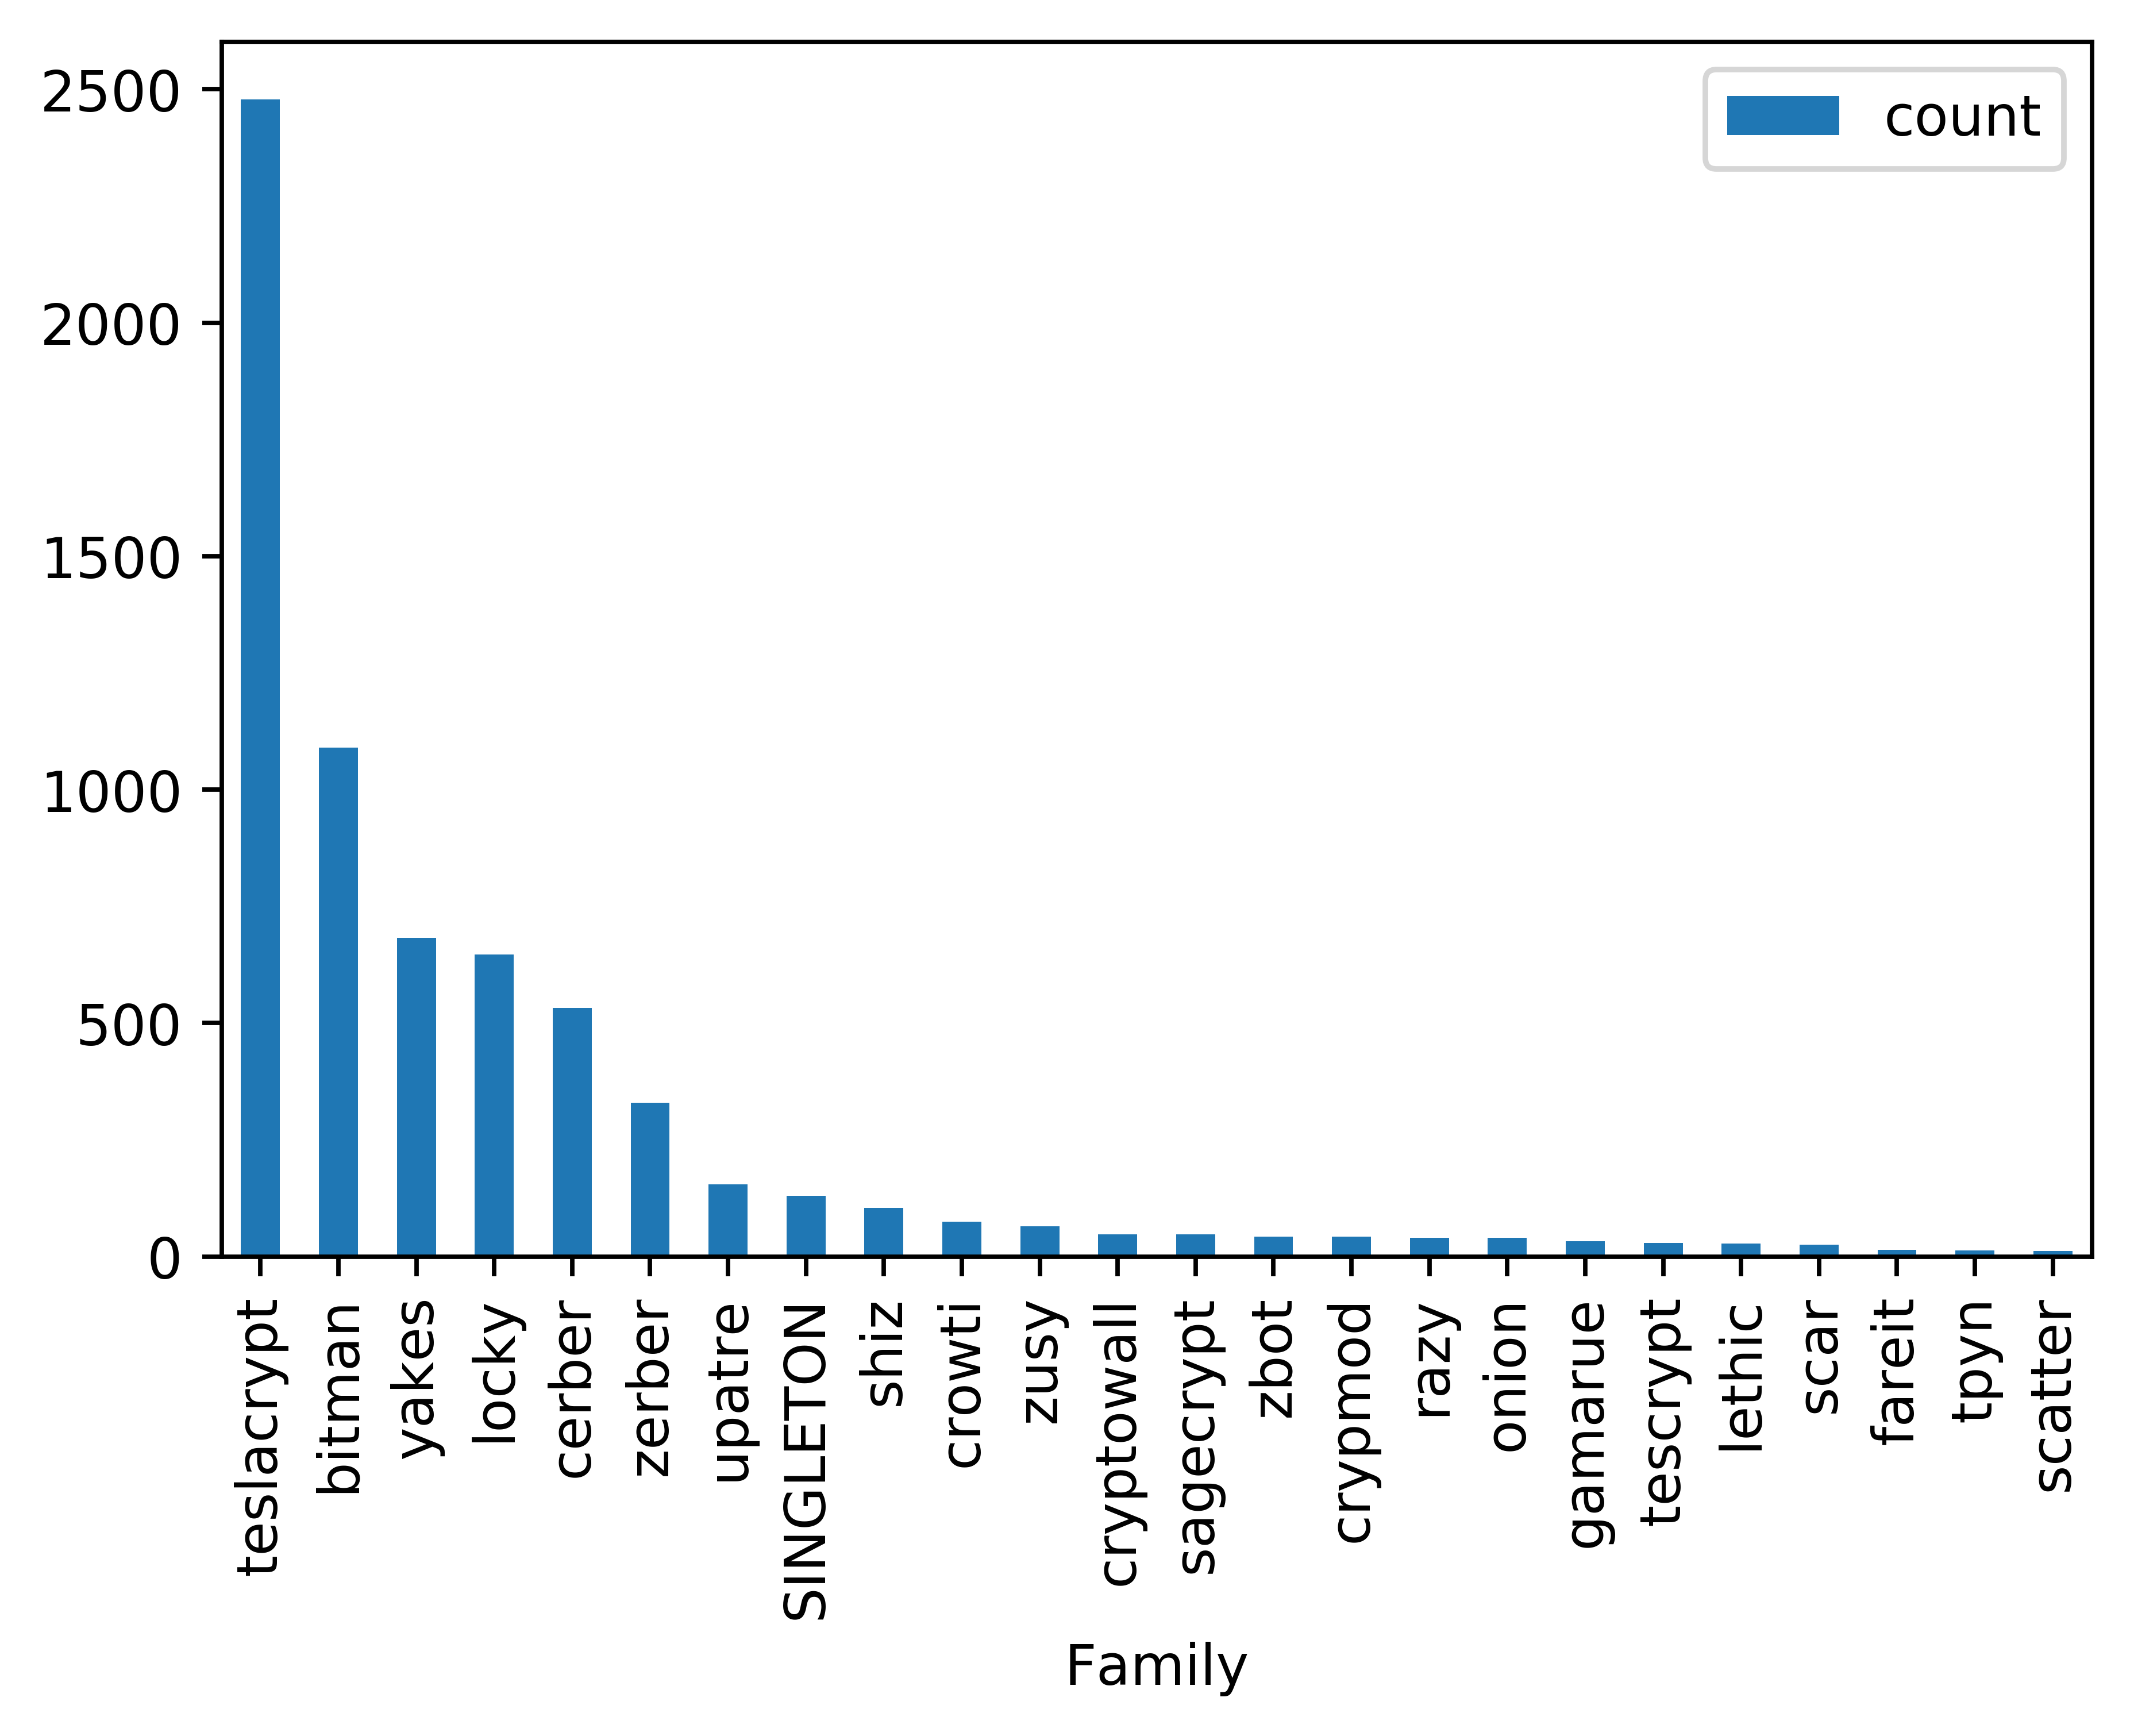 count
2500
2000
1500
1000
500
0
teslacrypt
bitman
yakes
locky
cerber
zerber
upatre
SINGLETON
shiz
crowti
zusy
cryptowall
sagecrypt
zbot
crypmod
razy
onion
gamarue
tescrypt
lethic
scar
fareit
tpyn
scatter
Family